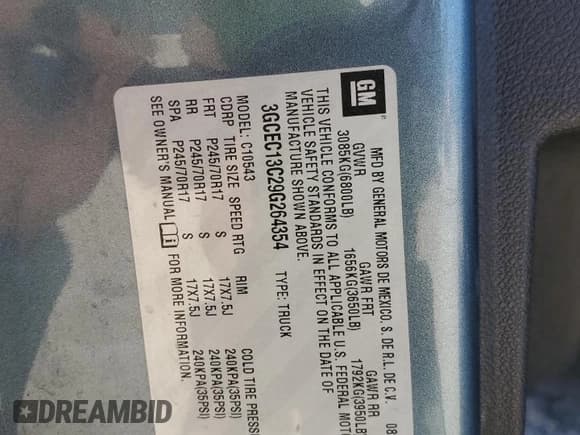 GM
MFD BY GENERAL MOTORS DE MEXICO, S. DE R.L. DE C.V. 08
GVWR GAWR FRT GAWR RR
3085KG(6800LB) 1656KG(3650LB) 1792KG(3950LB
THIS VEHICLE CONFORMS TO ALL APPLICABLE U.S. FEDERAL MOT
VEHICLE SAFETY STANDARDS IN EFFECT ON THE DATE OF
MANUFACTURE SHOWN ABOVE.
3GCEC13C29G264354 TYPE: TRUCK
MODEL: C10543
CDRP TIRE SIZE SPEED RTG RIM COLD TIRE PRESS
FRT P245/70R17 S 17X7.5J 240KPA(35PSI)
RR P245/70R17 S 17X7.5J 240KPA(35PSI)
SPA P245/70R17 S 17X7.5J 240KPA(35PSI)
SEE OWNER'S MANUAL FOR MORE INFORMATION.
DREAMBID